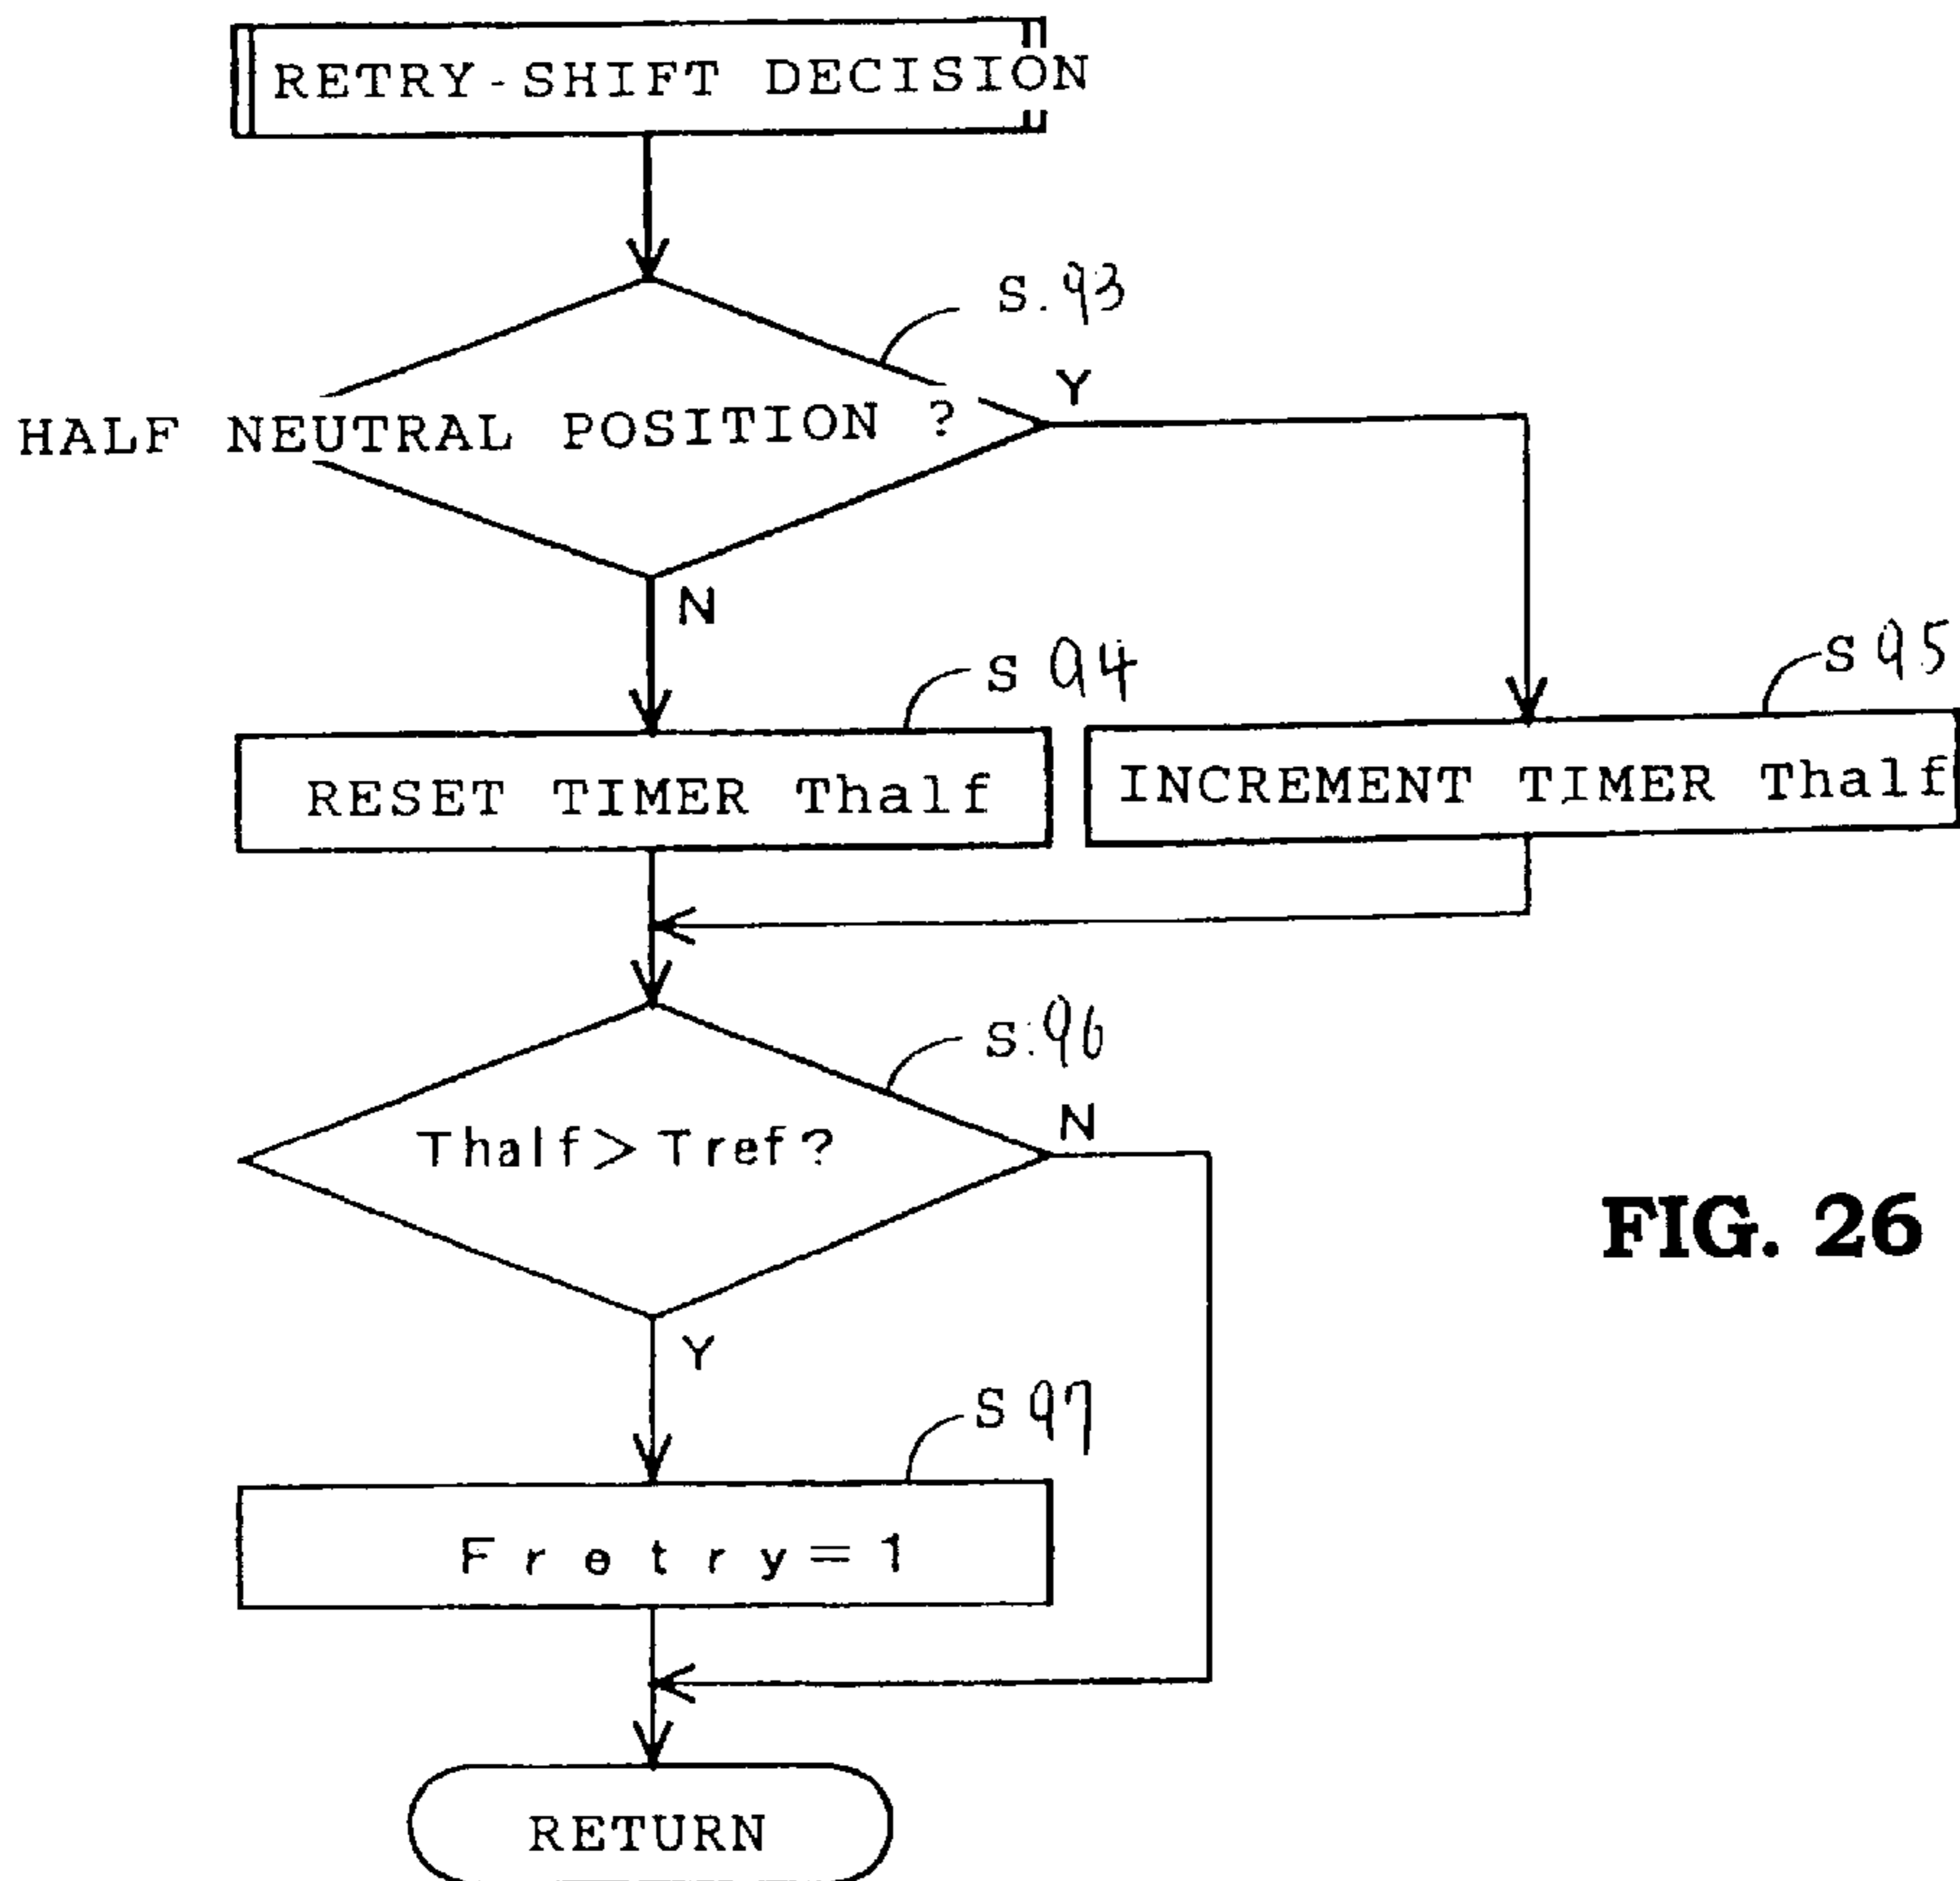 RETRY-SHIFT DECISION
S.93
Y
HALF NEUTRAL POSITION ?
N
S 94
S 95
RESET TIMER Thalf
INCREMENT TIMER Thalf
S.96
N
Thalf>Tref?
FIG. 26
Y
S 97
Fretry=1
RETURN